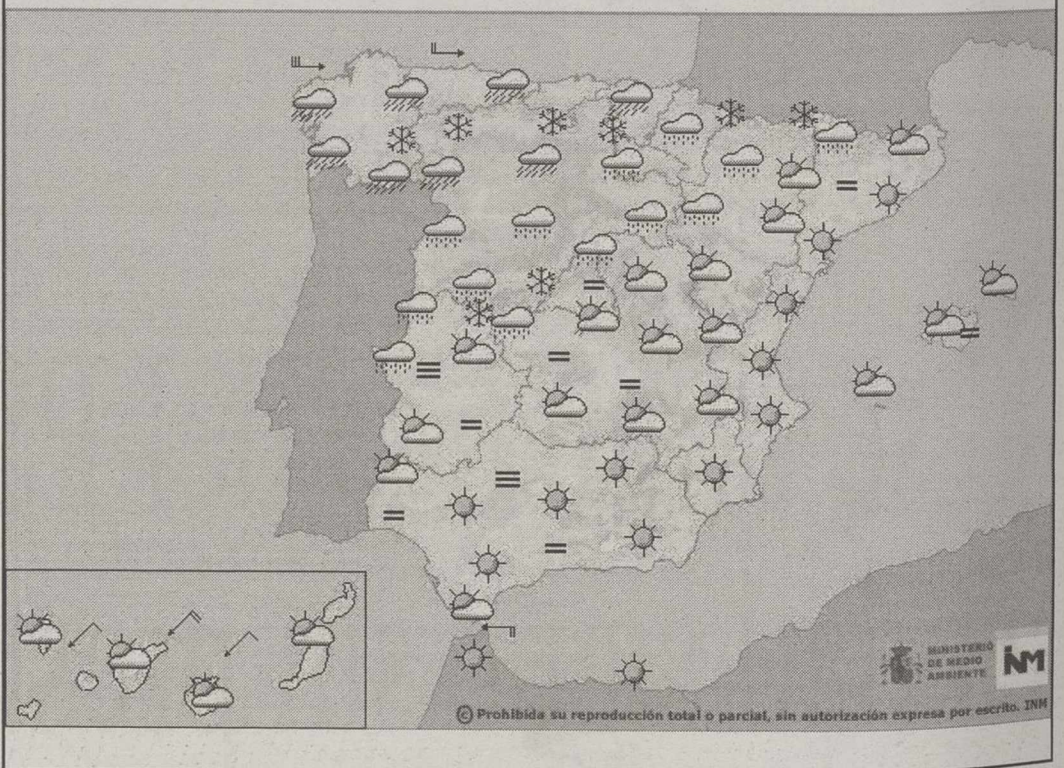 MINISTERIO
DE MEDIO
AMBIENTE
iNM
© Prohibida su reproducción total o parcial, sin autorización expresa por escrito. INM